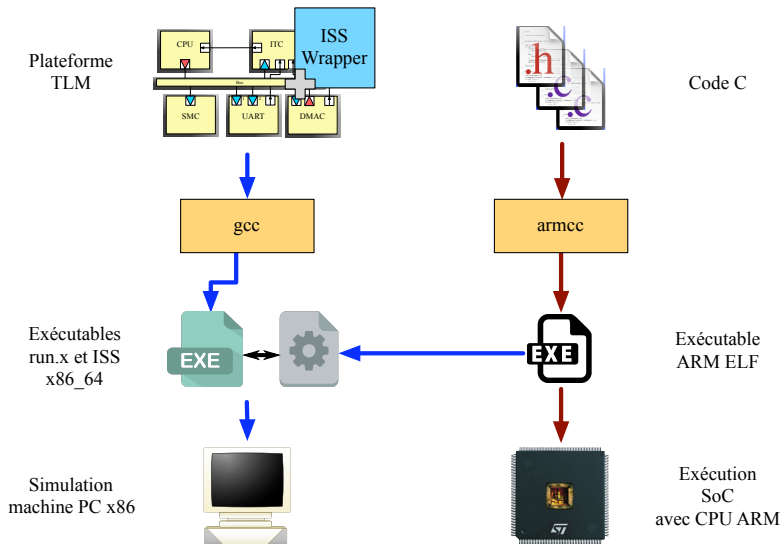 Plateforme
TLM
CPU
ITC
ISS
Wrapper
Bus
SMC
UART
DMAC
.h
.c
.c
Code C
gcc
armcc
Exécutables
run.x et ISS
x86_64
EXE
EXE
Exécutable
ARM ELF
Simulation
machine PC x86
ST
Exécution
SoC
avec CPU ARM